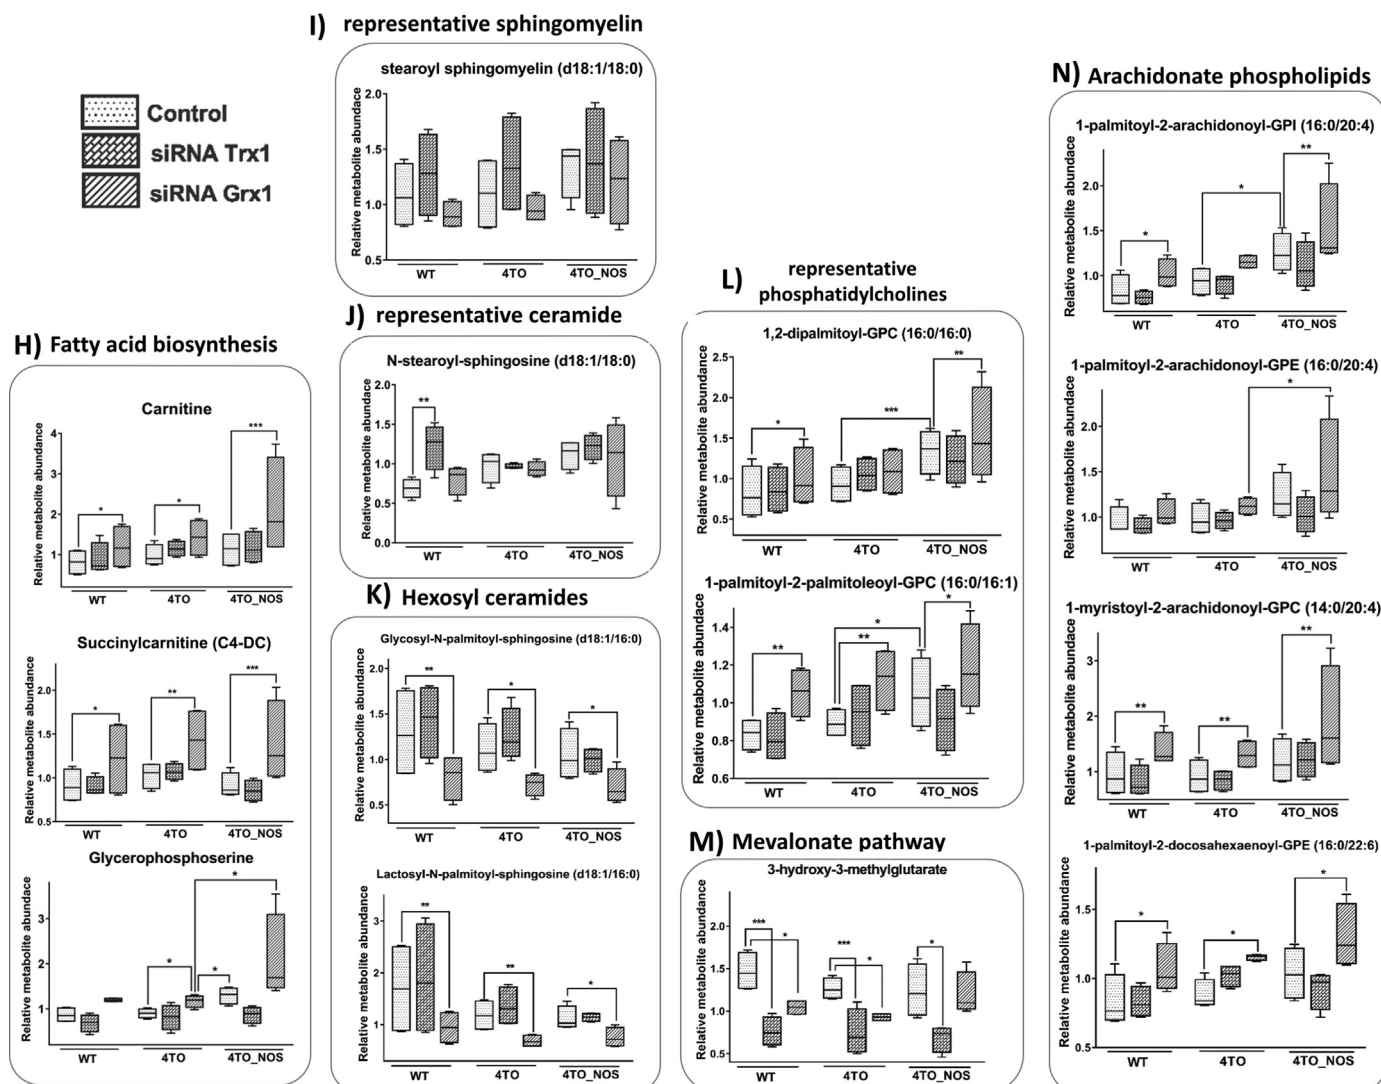 Control
siRNA Trx1
siRNA Grx1
H) Fatty acid biosynthesis
Carnitine
Relative metabolite abundance
4
3
2
1
***
*
*
WT
4TO
4TO_NOS
Succinylcarnitine (C4-DC)
Relative metabolite abundance
2.0
1.5
1.0
0.5
*
**
***
WT
4TO
4TO_NOS
Glycerophosphoserine
Relative metabolite abundance
3
2
1
*
*
*
WT
4TO
4TO_NOS
I) representative sphingomyelin
stearoyl sphingomyelin (d18:1/18:0)
Relative metabolite abundance
2.0
1.5
1.0
0.5
WT
4TO
4TO_NOS
J) representative ceramide
N-stearoyl-sphingosine (d18:1/18:0)
Relative metabolite abundance
2.0
1.5
1.0
0.5
0.0
**
WT
4TO
4TO_NOS
K) Hexosyl ceramides
Glycosyl-N-palmitoyl-sphingosine (d18:1/16:0)
Relative metabolite abundance
2.0
1.5
1.0
0.5
**
*
*
WT
4TO
4TO_NOS
Lactosyl-N-palmitoyl-sphingosine (d18:1/16:0)
Relative metabolite abundance
3
2
1
**
**
*
WT
4TO
4TO_NOS
L) representative
phosphatidylcholines
1,2-dipalmitoyl-GPC (16:0/16:0)
Relative metabolite abundance
2.5
2.0
1.5
1.0
0.5
*
***
**
WT
4TO
4TO_NOS
1-palmitoyl-2-palmitoleoyl-GPC (16:0/16:1)
Relative metabolite abundance
1.4
1.2
1.0
0.8
0.6
**
*
**
*
WT
4TO
4TO_NOS
M) Mevalonate pathway
3-hydroxy-3-methylglutarate
Relative metabolite abundance
2.0
1.5
1.0
0.5
***
*
***
*
*
WT
4TO
4TO_NOS
N) Arachidonate phospholipids
1-palmitoyl-2-arachidonoyl-GPI (16:0/20:4)
Relative metabolite abundance
2.0
1.5
1.0
*
*
**
WT
4TO
4TO_NOS
1-palmitoyl-2-arachidonoyl-GPE (16:0/20:4)
Relative metabolite abundance
2.0
1.5
1.0
*
WT
4TO
4TO_NOS
1-myristoyl-2-arachidonoyl-GPC (14:0/20:4)
Relative metabolite abundance
3
2
1
**
**
**
WT
4TO
4TO_NOS
1-palmitoyl-2-docosahexaenoyl-GPE (16:0/22:6)
Relative metabolite abundance
1.5
1.0
0.5
*
*
*
WT
4TO
4TO_NOS